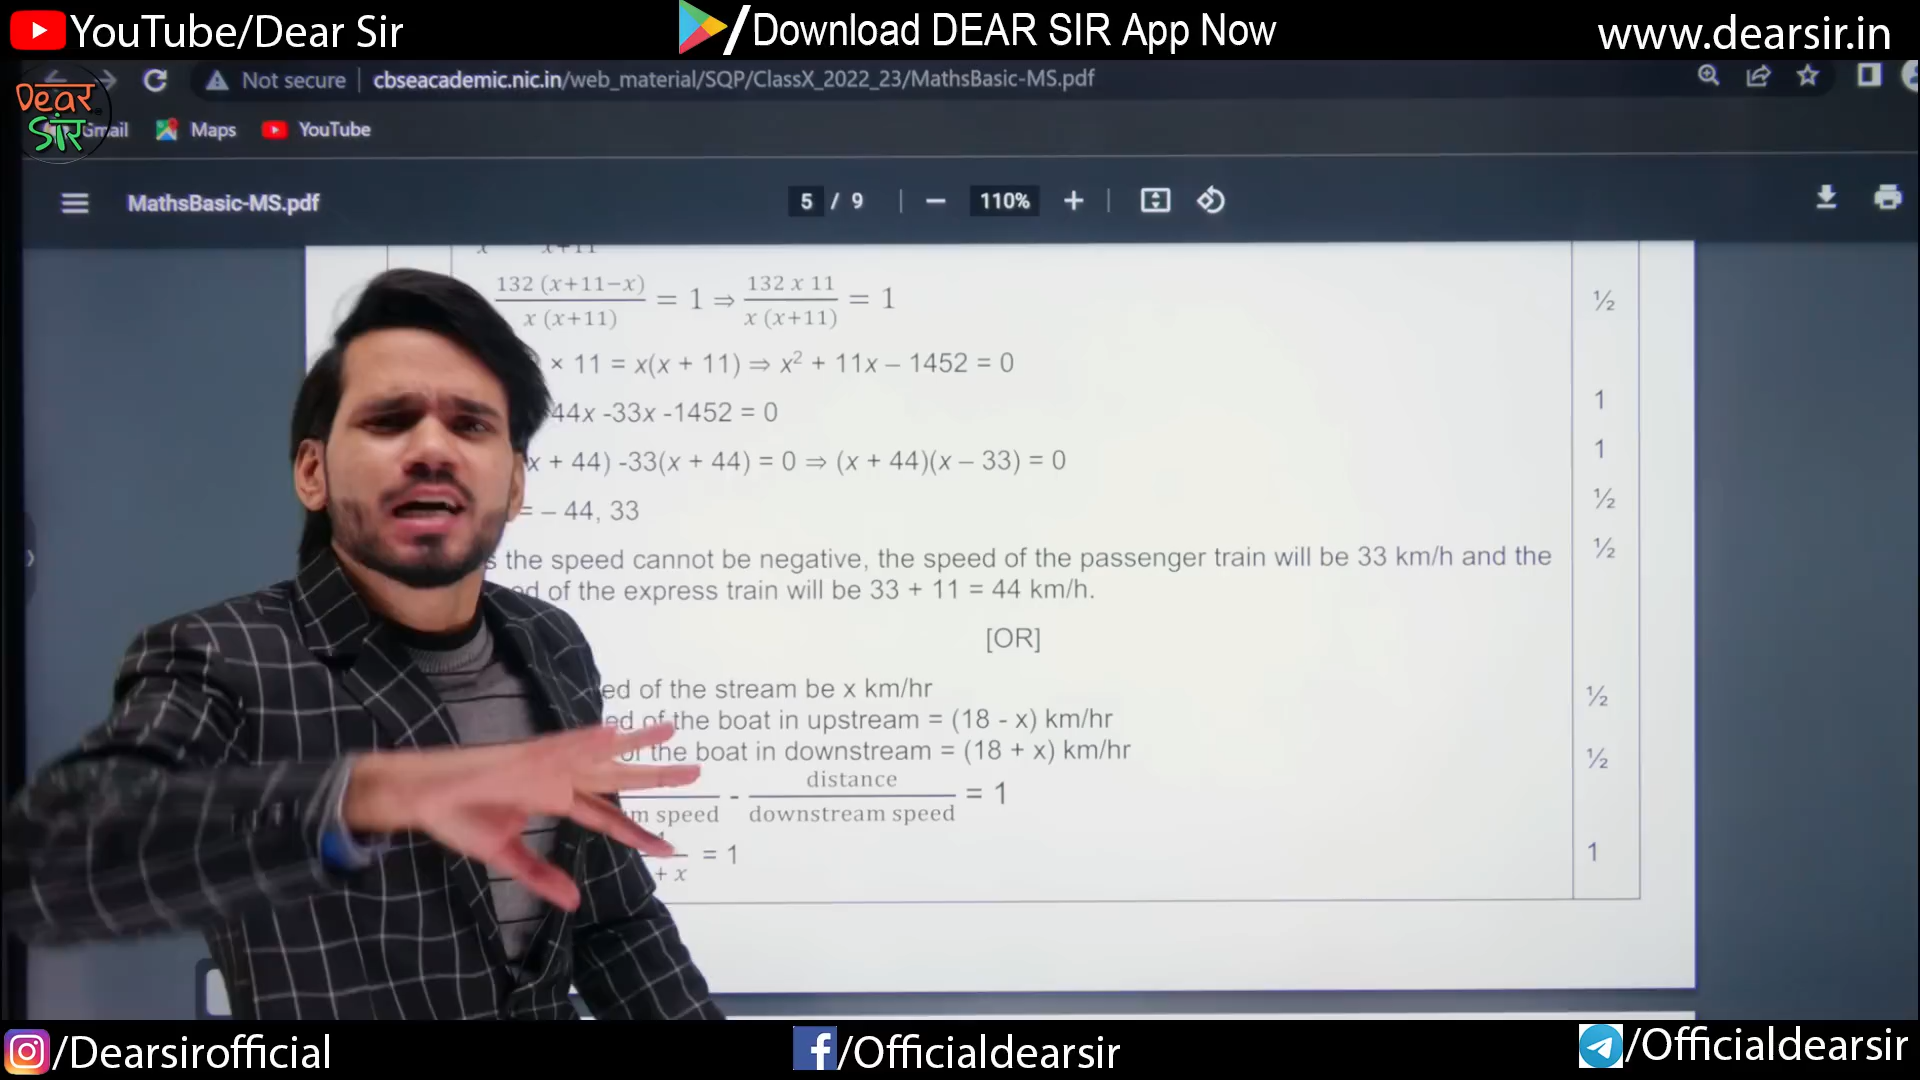 YouTube/Dear Sir
/Download DEAR SIR App Now
www.dearsir.in
Not secure | cbseacademic.nic.in/web_material/SQP/ClassX_2022_23/MathsBasic-MS.pdf
Dear सर
Gmail Maps YouTube
MathsBasic-MS.pdf 5 / 9 110%
x+11
132 (x+11−x) / x (x+11) = 1 ⇒ 132 x 11 / x (x+11) = 1 ½
× 11 = x(x + 11) ⇒ x² + 11x – 1452 = 0
44x -33x -1452 = 0 1
x + 44) -33(x + 44) = 0 ⇒ (x + 44)(x – 33) = 0 1
= – 44, 33 ½
the speed cannot be negative, the speed of the passenger train will be 33 km/h and the ½
of the express train will be 33 + 11 = 44 km/h.
[OR]
of the stream be x km/hr ½
of the boat in upstream = (18 - x) km/hr
the boat in downstream = (18 + x) km/hr ½
speed - distance / downstream speed = 1
+ x = 1 1
/Dearsirofficial
/Officialdearsir
/Officialdearsir